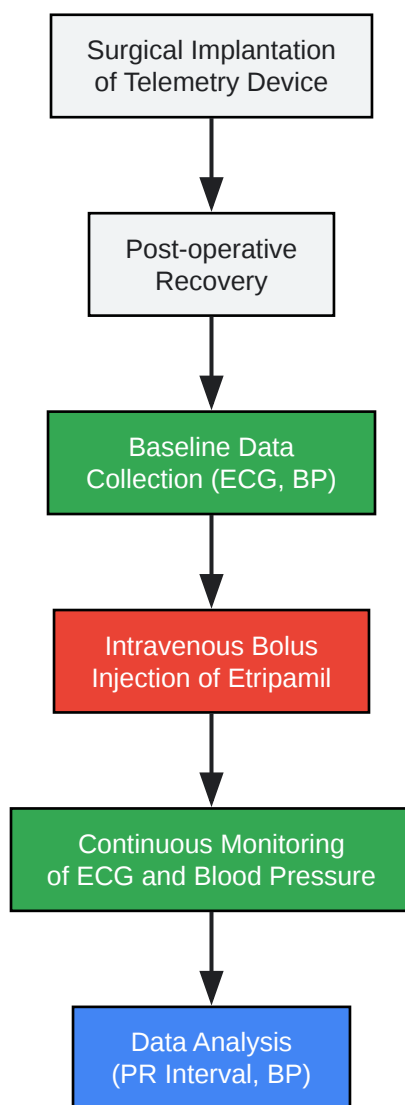 Surgical Implantation
of Telemetry Device
Post-operative
Recovery
Baseline Data
Collection (ECG, BP)
Intravenous Bolus
Injection of Etripamil
Continuous Monitoring
of ECG and Blood Pressure
Data Analysis
(PR Interval, BP)